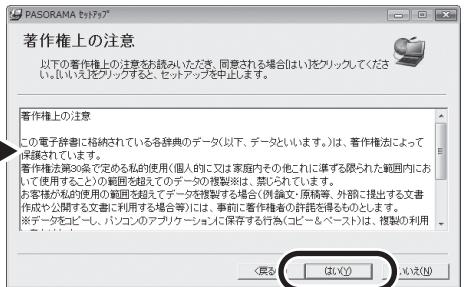 PASORAMA ｾｯﾄｱｯﾌﾟ
著作権上の注意
以下の著作権上の注意をお読みいただき、同意される場合[はい]をクリックしてくださ
い。[いいえ]をクリックすると、セットアップを中止します。
著作権上の注意
この電子辞書に格納されている各辞典のデータ(以下、データといいます。)は、著作権法によって
保護されています。
著作権法第30条で定める私的使用(個人的に又は家庭内その他これに準ずる限られた範囲内にお
いて使用すること)の範囲を超えてのデータの複製※は、禁じられています。
お客様が私的使用の範囲を超えてデータを複製する場合(例:論文・原稿等、外部に提出する文書
作成や公開する文書に利用する場合等)には、事前に著作権者の許諾を得るものとします。
※データをコピーし、パソコンのアプリケーションに保存する行為(コピー＆ペースト)は、複製の利用
<戻る
はい(Y)
いいえ(N)